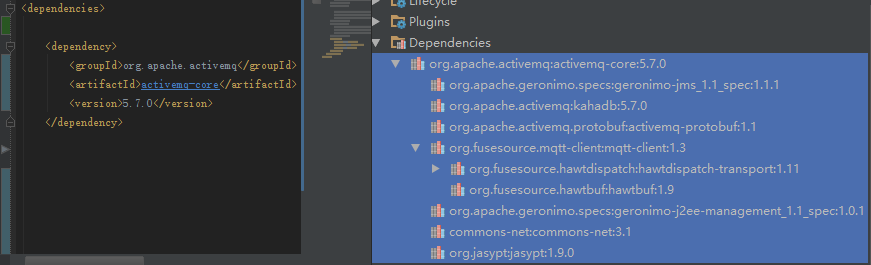 <dependencies>
<dependency>
<groupId>org.apache.activemq</groupId>
<artifactId>activemq-core</artifactId>
<version>5.7.0</version>
</dependency>
Lifecycle
Plugins
Dependencies
org.apache.activemq:activemq-core:5.7.0
org.apache.geronimo.specs:geronimo-jms_1.1_spec:1.1.1
org.apache.activemq:kahadb:5.7.0
org.apache.activemq.protobuf:activemq-protobuf:1.1
org.fusesource.mqtt-client:mqtt-client:1.3
org.fusesource.hawtdispatch:hawtdispatch-transport:1.11
org.fusesource.hawtbuf:hawtbuf:1.9
org.apache.geronimo.specs:geronimo-j2ee-management_1.1_spec:1.0.1
commons-net:commons-net:3.1
org.jasypt:jasypt:1.9.0